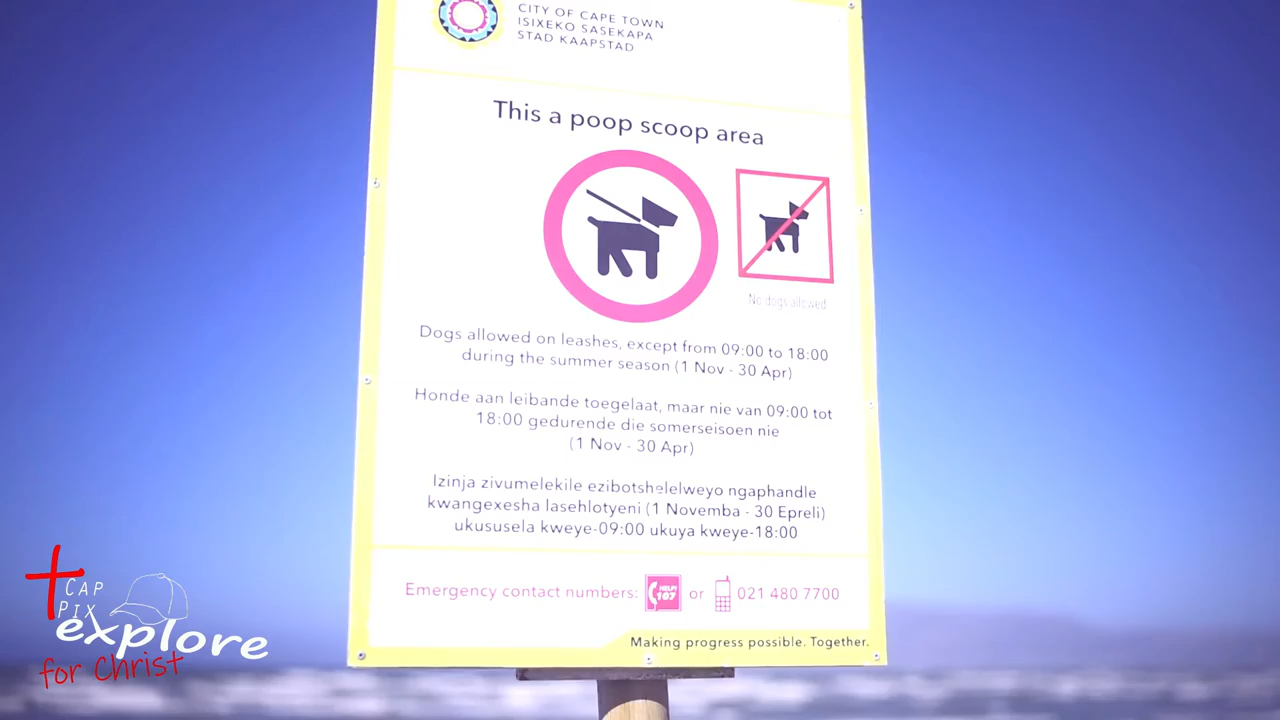 CITY OF CAPE TOWN
ISIXEKO SASEKAPA
STAD KAAPSTAD
This a poop scoop area
No dogs allowed
Dogs allowed on leashes, except from 09:00 to 18:00
during the summer season (1 Nov - 30 Apr)
Honde aan leibande toegelaat, maar nie van 09:00 tot
18:00 gedurende die somerseisoen nie
(1 Nov - 30 Apr)
Izinja zivumelekile ezibotshelelweyo ngaphandle
kwangexesha lasehlotyeni (1 Novemba - 30 Epreli)
ukususela kweye-09:00 ukuya kweye-18:00
Emergency contact numbers: HELP! 107 or 021 480 7700
Making progress possible. Together.
CAP
PIX
explore
for Christ